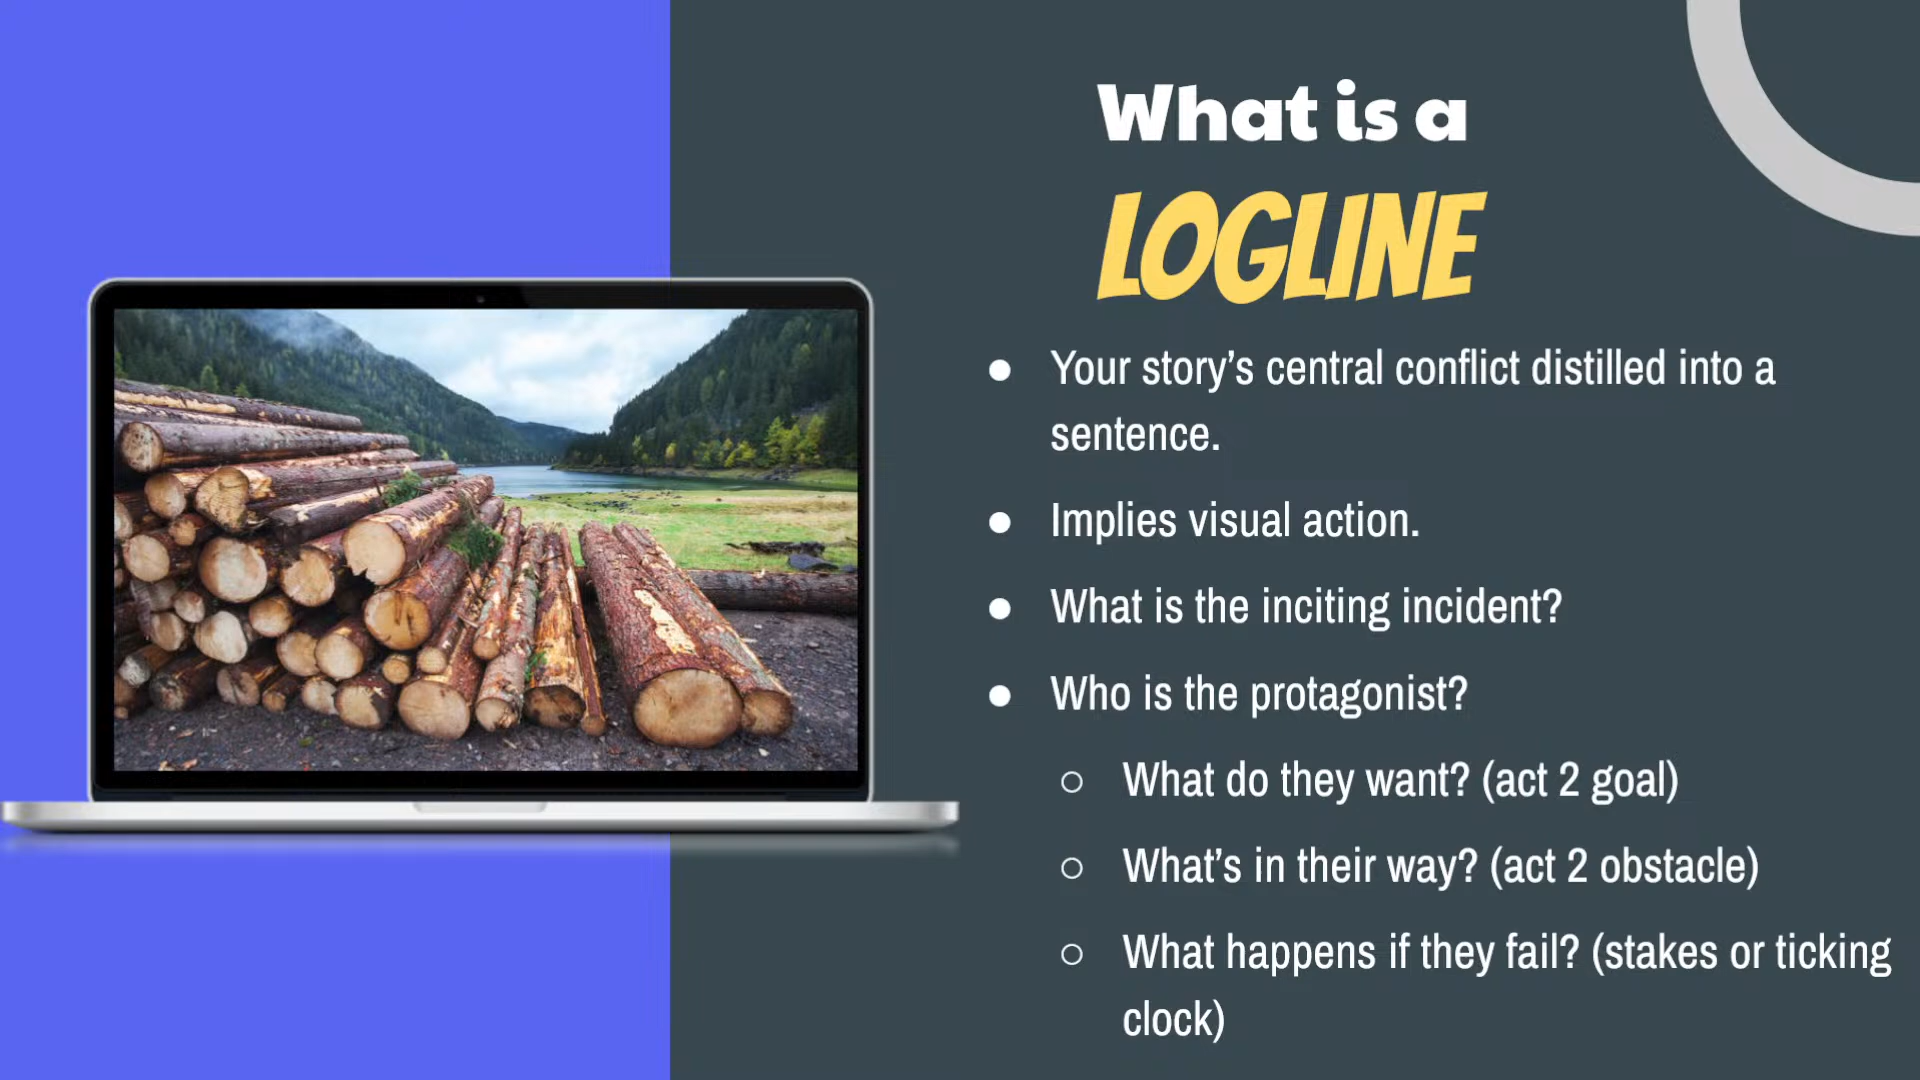 What is a
LOGLINE
● Your story’s central conflict distilled into a
sentence.
● Implies visual action.
● What is the inciting incident?
● Who is the protagonist?
○ What do they want? (act 2 goal)
○ What’s in their way? (act 2 obstacle)
○ What happens if they fail? (stakes or ticking
clock)